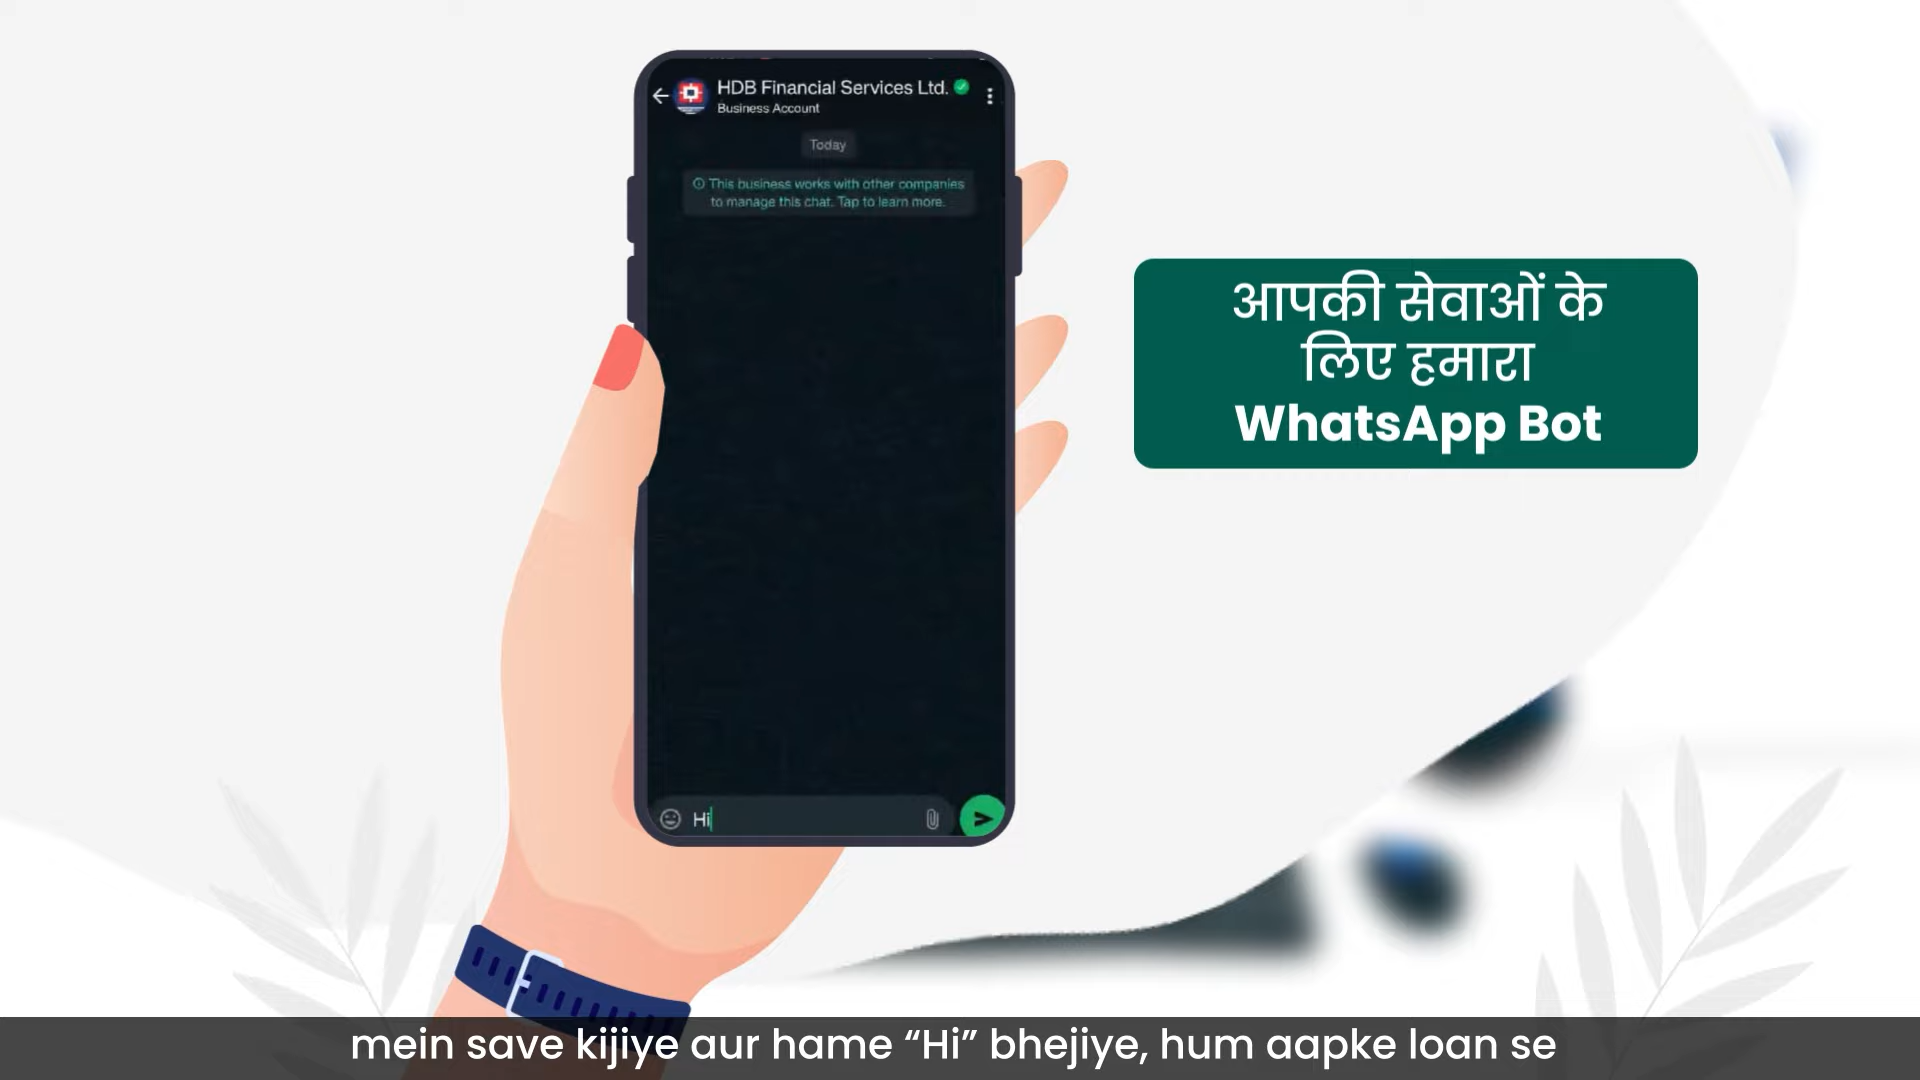 HDB Financial Services Ltd.
Business Account
Today
This business works with other companies
to manage this chat. Tap to learn more.
आपकी सेवाओं के
लिए हमारा
WhatsApp Bot
Hi
mein save kijiye aur hame “Hi” bhejiye, hum aapke loan se